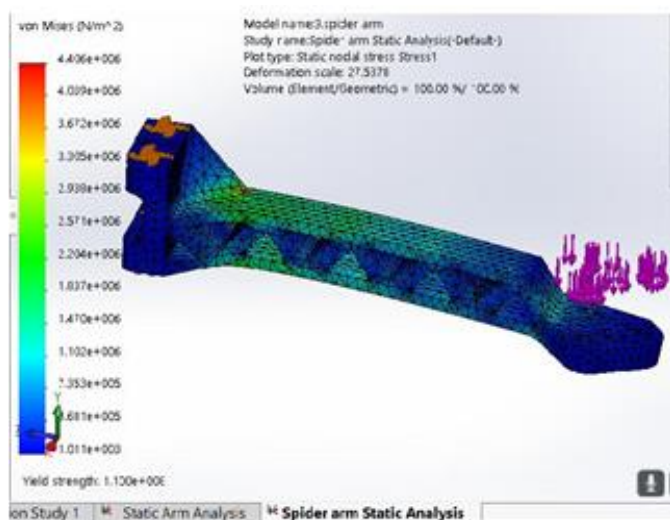 von Mises (N/m^2)
Model name:3.spider arm
Study name:Spider arm Static Analysis(-Default-)
Plot type: Static nodal stress Stress1
Deformation scale: 27.5378
Volume (Element/Geometric) = 100.00 %/ 100.00 %
4.406e+006
4.039e+006
3.672e+006
3.305e+006
2.938e+006
2.571e+006
2.204e+006
1.837e+006
1.470e+006
1.102e+006
7.353e+005
3.681e+005
1.011e+003
Y
Yield strength: 1.100e+008
on Study 1
Static Arm Analysis
Spider arm Static Analysis